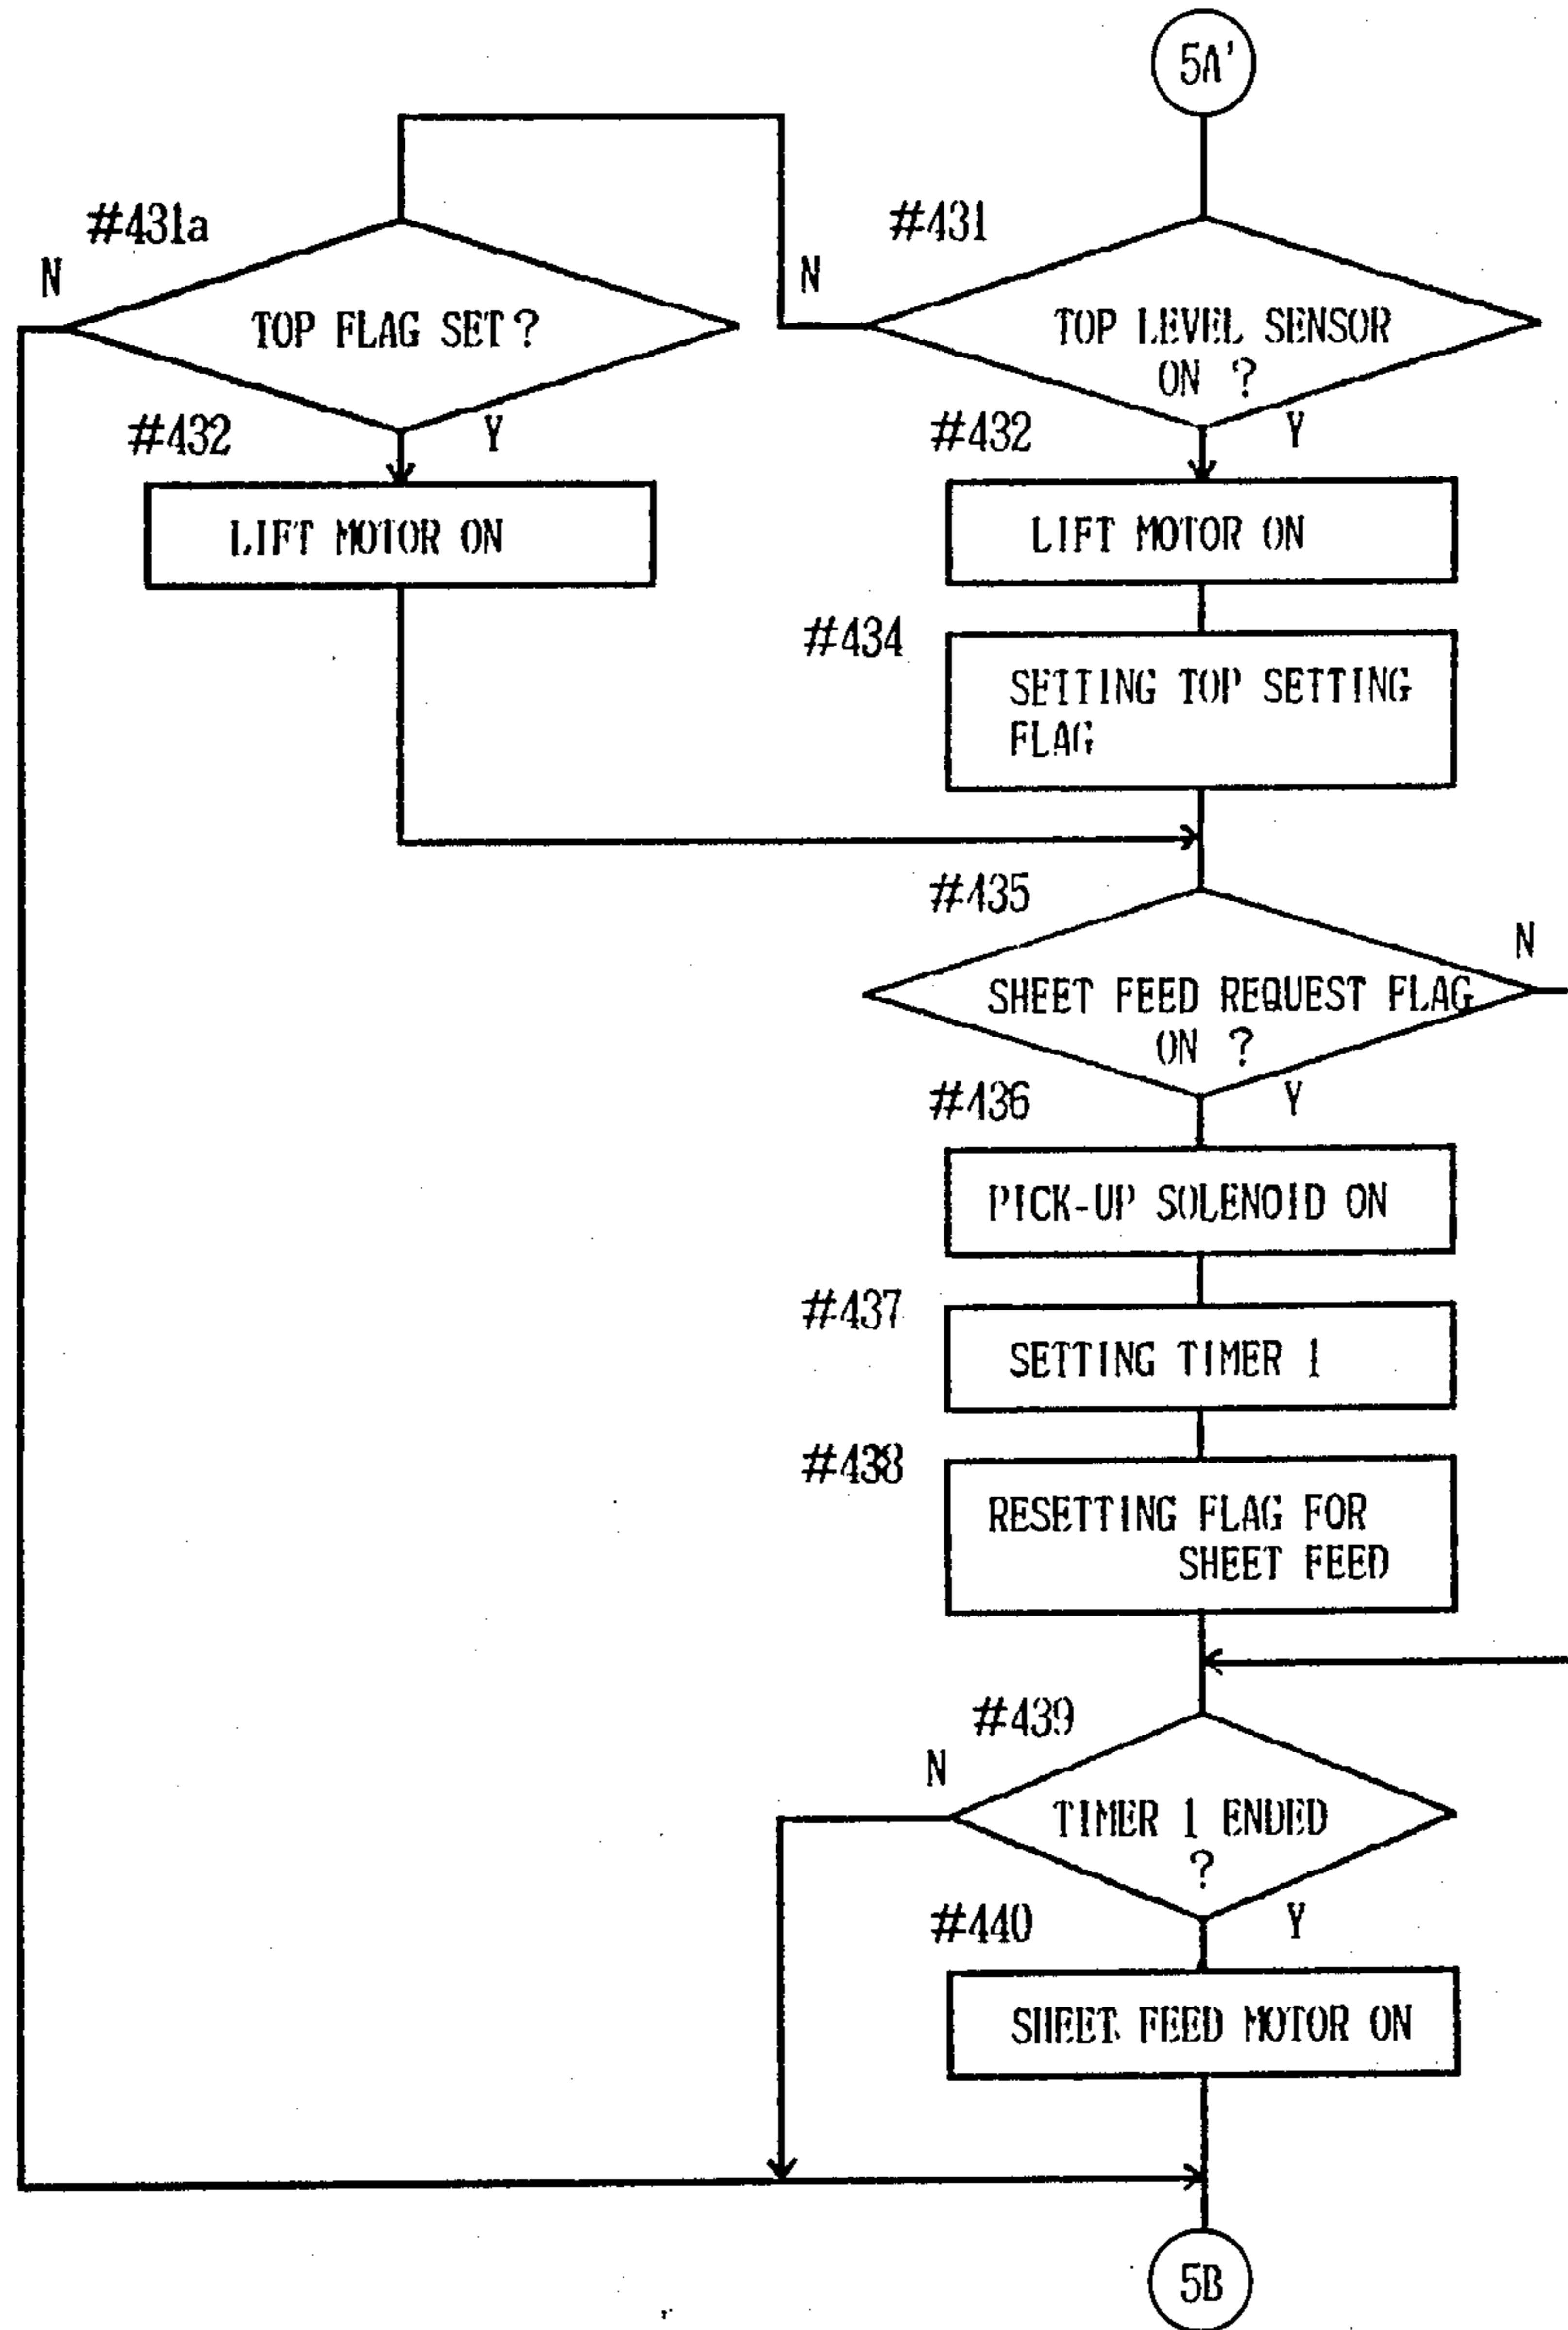 5A'
#431a
#431
N
N
TOP FLAG SET?
TOP LEVEL SENSOR
ON ?
#432
Y
#432
Y
LIFT MOTOR ON
LIFT MOTOR ON
#434
SETTING TOP SETTING
FLAG
#435
N
SHEET FEED REQUEST FLAG
ON ?
#436
Y
PICK-UP SOLENOID ON
#437
SETTING TIMER 1
#438
RESETTING FLAG FOR
SHEET FEED
#439
N
TIMER 1 ENDED
?
#440
Y
SHEET FEED MOTOR ON
5B